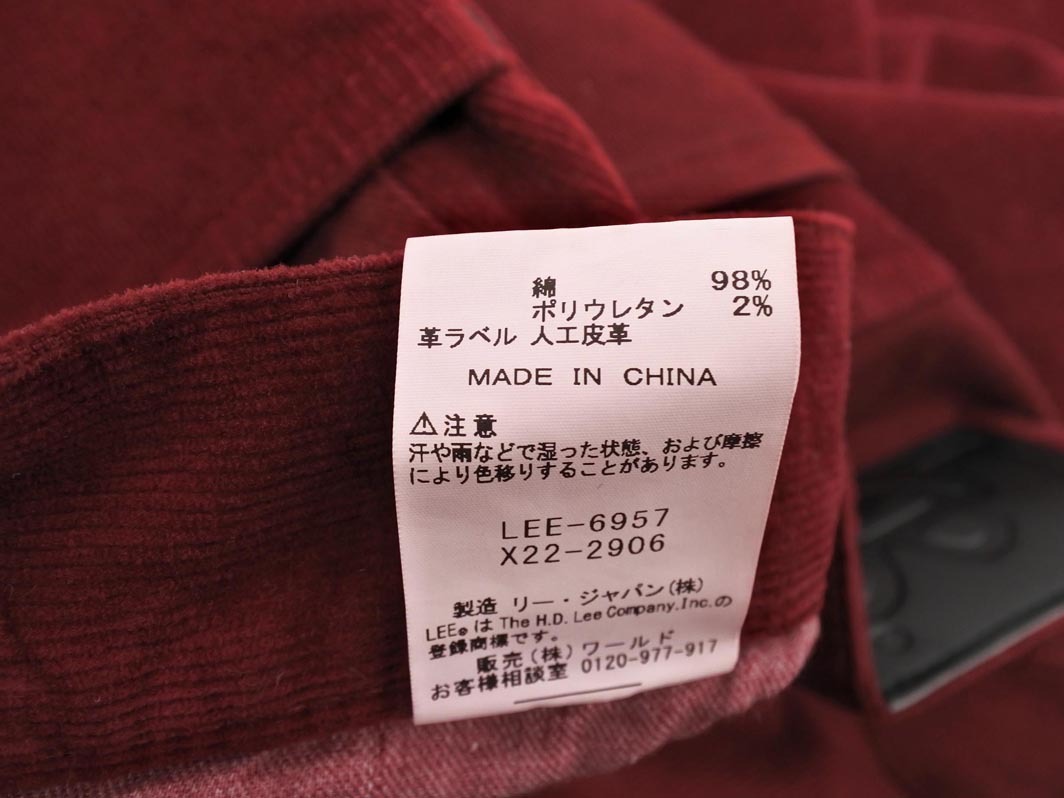 綿 98%
ポリウレタン 2%
革ラベル 人工皮革
MADE IN CHINA
⚠注意
汗や雨などで湿った状態、および摩擦
により色移りすることがあります。
LEE-6957
X22-2906
製造 リー・ジャパン(株)
LEE®は The H.D. Lee Company.Inc.の
登録商標です。
販売(株)ワールド
お客様相談室 0120-977-917